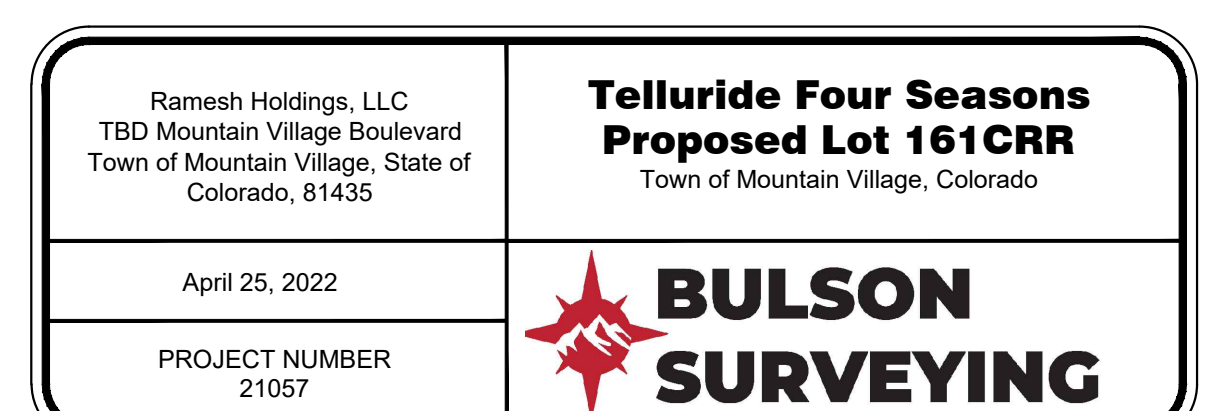 Ramesh Holdings, LLC
TBD Mountain Village Boulevard
Town of Mountain Village, State of
Colorado, 81435
Telluride Four Seasons
Proposed Lot 161CRR
Town of Mountain Village, Colorado
April 25, 2022
PROJECT NUMBER
21057
BULSON
SURVEYING